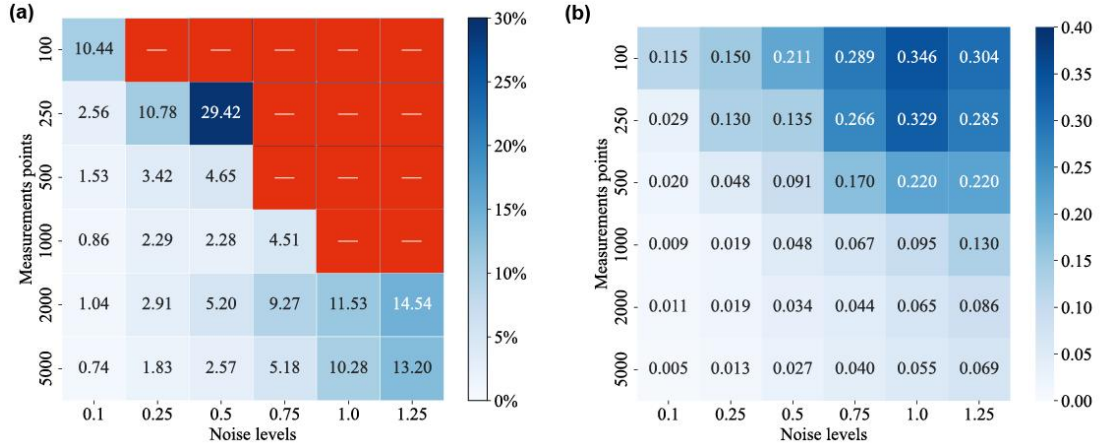 (a)
Measurements points
100 10.44 — — — — —
250 2.56 10.78 29.42 — — —
500 1.53 3.42 4.65 — — —
1000 0.86 2.29 2.28 4.51 — —
2000 1.04 2.91 5.20 9.27 11.53 14.54
5000 0.74 1.83 2.57 5.18 10.28 13.20
0.1 0.25 0.5 0.75 1.0 1.25
Noise levels
30%
25%
20%
15%
10%
5%
0%
(b)
Measurements points
100 0.115 0.150 0.211 0.289 0.346 0.304
250 0.029 0.130 0.135 0.266 0.329 0.285
500 0.020 0.048 0.091 0.170 0.220 0.220
1000 0.009 0.019 0.048 0.067 0.095 0.130
2000 0.011 0.019 0.034 0.044 0.065 0.086
5000 0.005 0.013 0.027 0.040 0.055 0.069
0.1 0.25 0.5 0.75 1.0 1.25
Noise levels
0.40
0.35
0.30
0.25
0.20
0.15
0.10
0.05
0.00